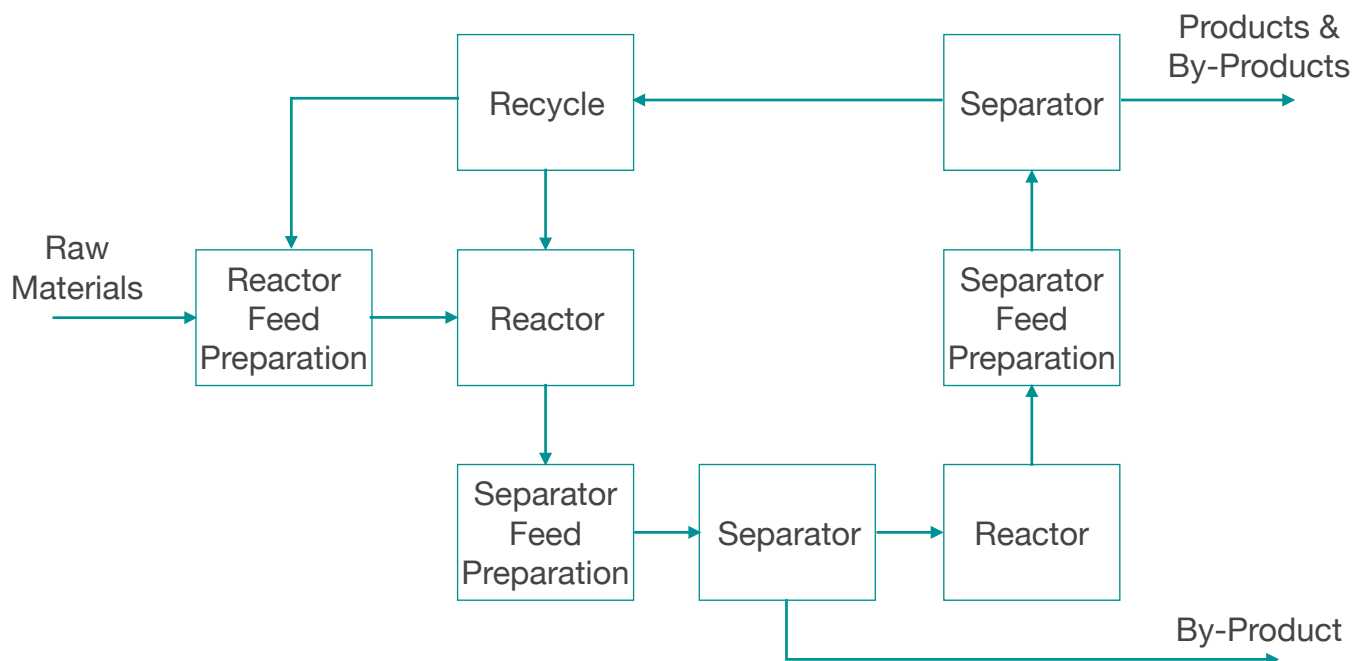 Products &
By-Products
Recycle
Separator
Raw
Materials
Reactor
Feed
Preparation
Reactor
Separator
Feed
Preparation
Separator
Feed
Preparation
Separator
Reactor
By-Product